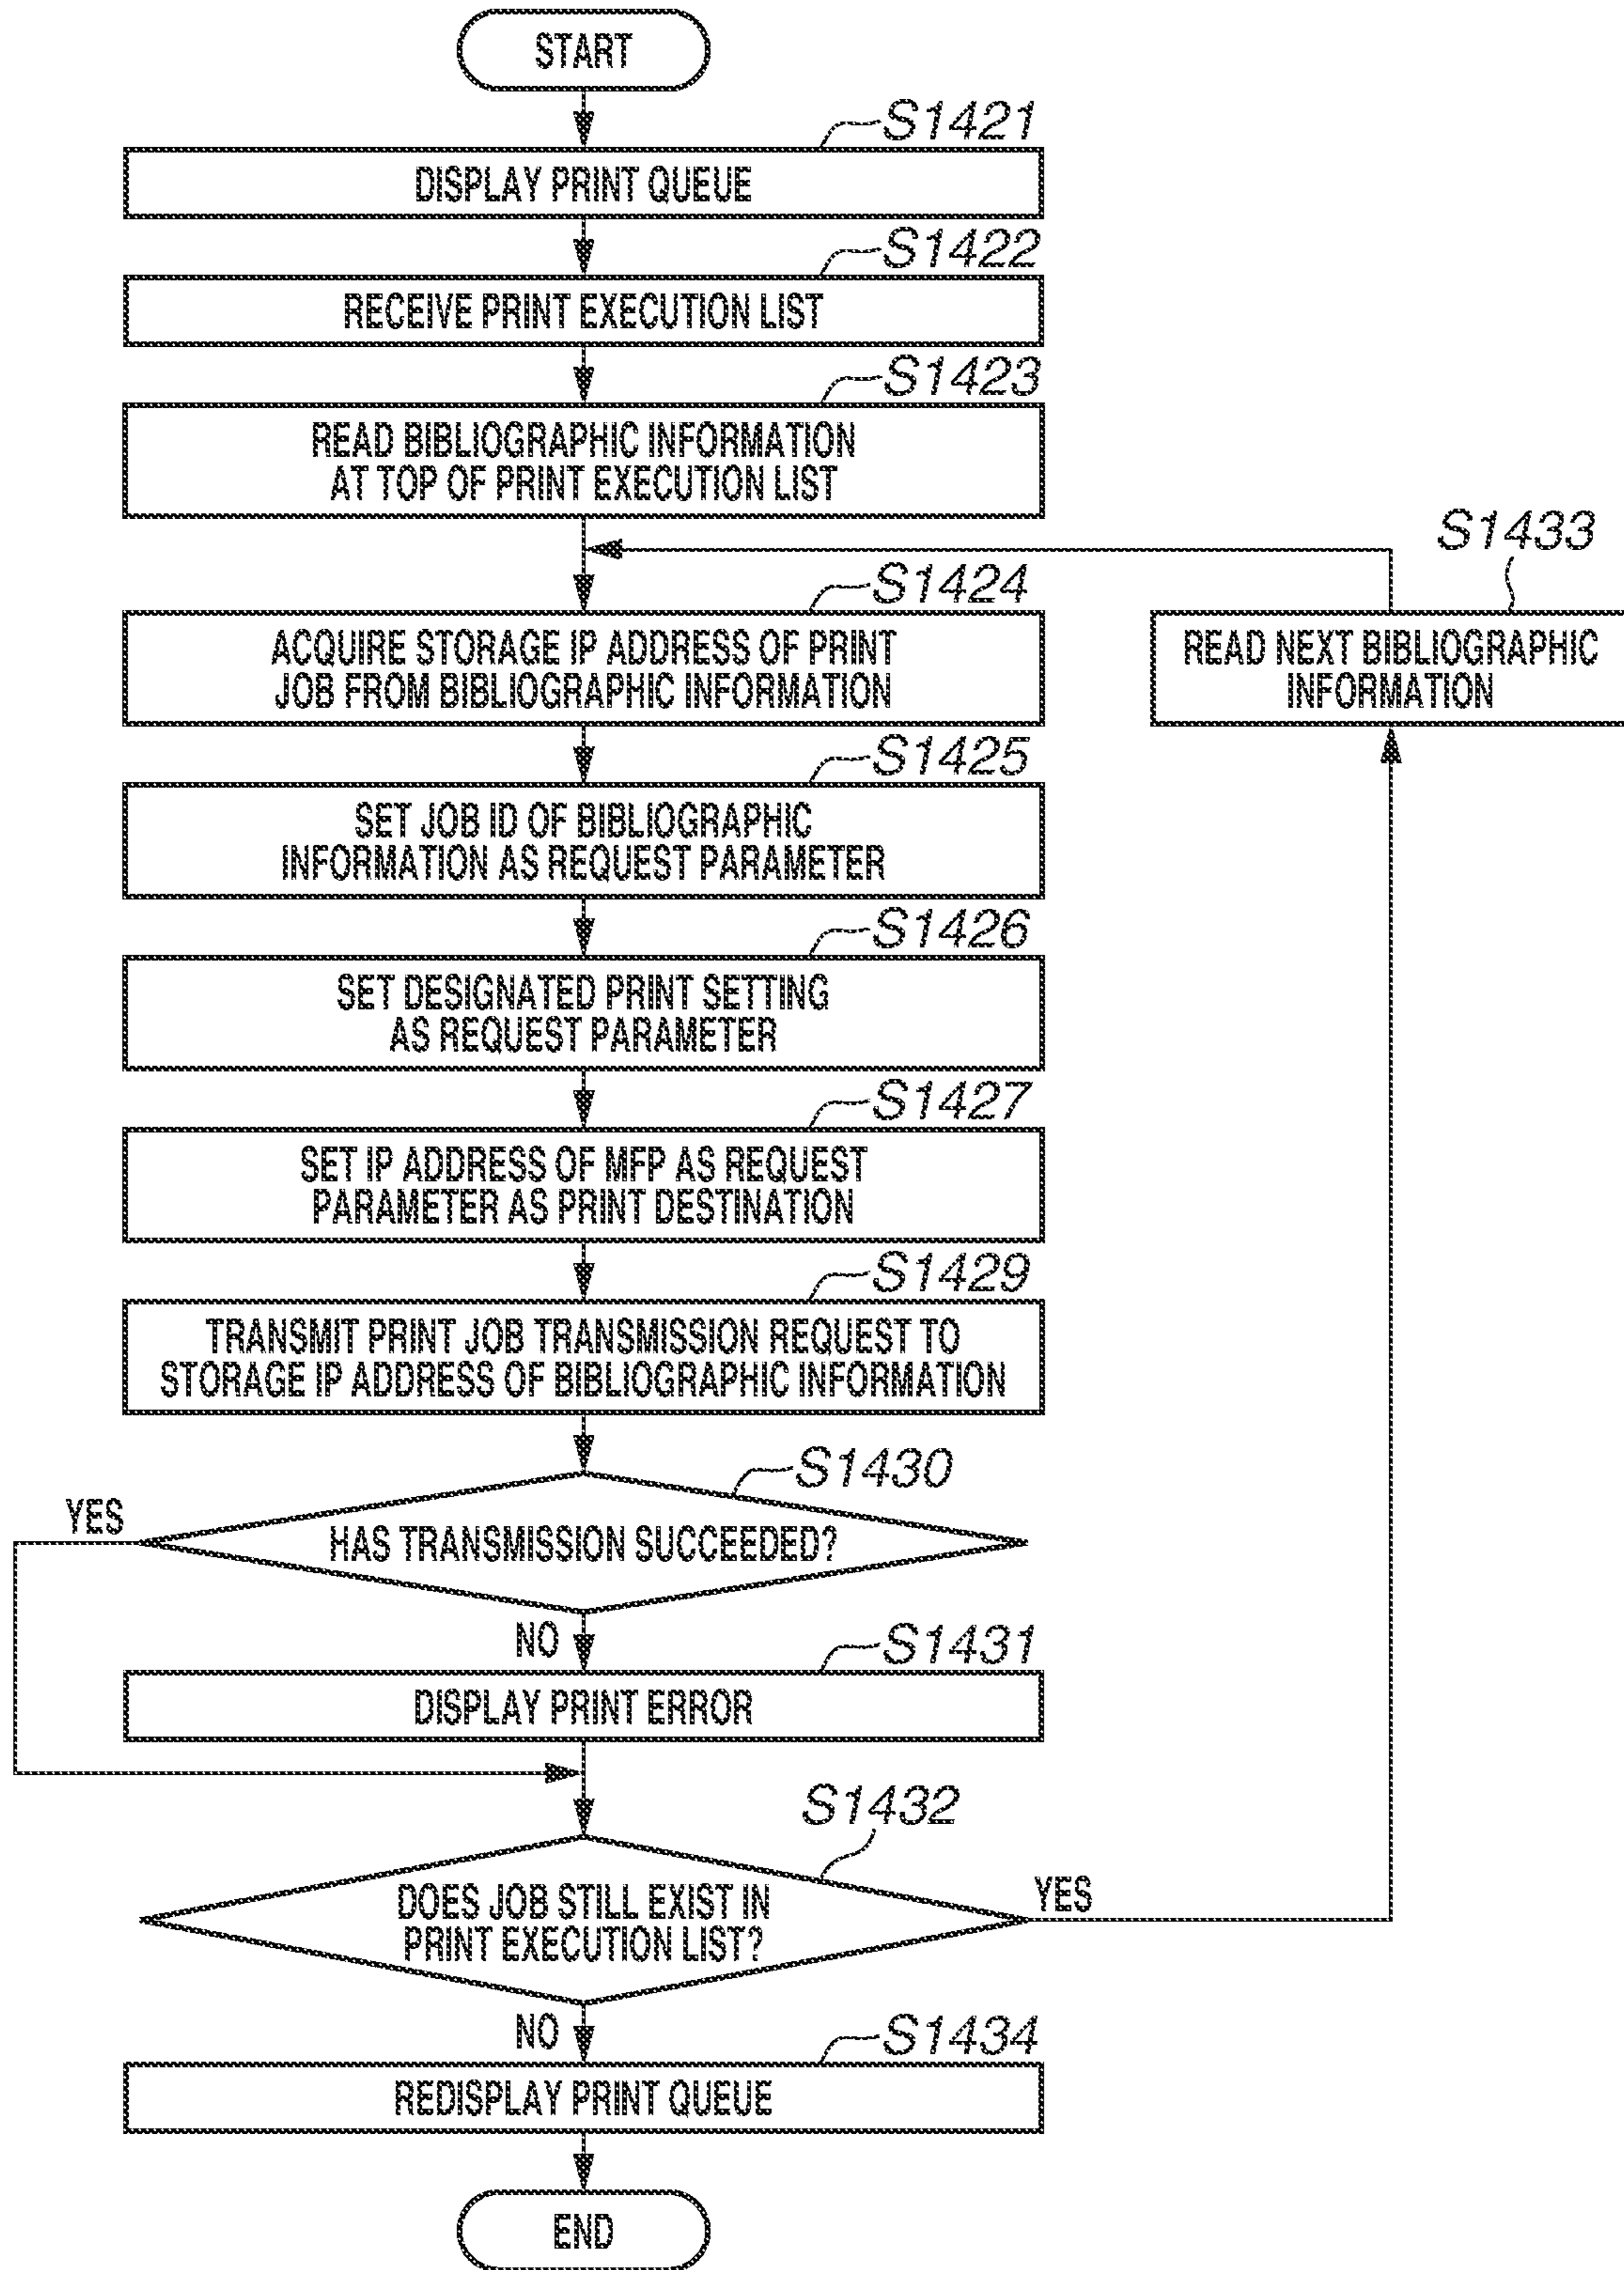 START
S1421
DISPLAY PRINT QUEUE
S1422
RECEIVE PRINT EXECUTION LIST
S1423
READ BIBLIOGRAPHIC INFORMATION
AT TOP OF PRINT EXECUTION LIST
S1433
READ NEXT BIBLIOGRAPHIC
INFORMATION
S1424
ACQUIRE STORAGE IP ADDRESS OF PRINT
JOB FROM BIBLIOGRAPHIC INFORMATION
S1425
SET JOB ID OF BIBLIOGRAPHIC
INFORMATION AS REQUEST PARAMETER
S1426
SET DESIGNATED PRINT SETTING
AS REQUEST PARAMETER
S1427
SET IP ADDRESS OF MFP AS REQUEST
PARAMETER AS PRINT DESTINATION
S1429
TRANSMIT PRINT JOB TRANSMISSION REQUEST TO
STORAGE IP ADDRESS OF BIBLIOGRAPHIC INFORMATION
S1430
YES
HAS TRANSMISSION SUCCEEDED?
NO
S1431
DISPLAY PRINT ERROR
S1432
DOES JOB STILL EXIST IN
PRINT EXECUTION LIST?
YES
NO
S1434
REDISPLAY PRINT QUEUE
END